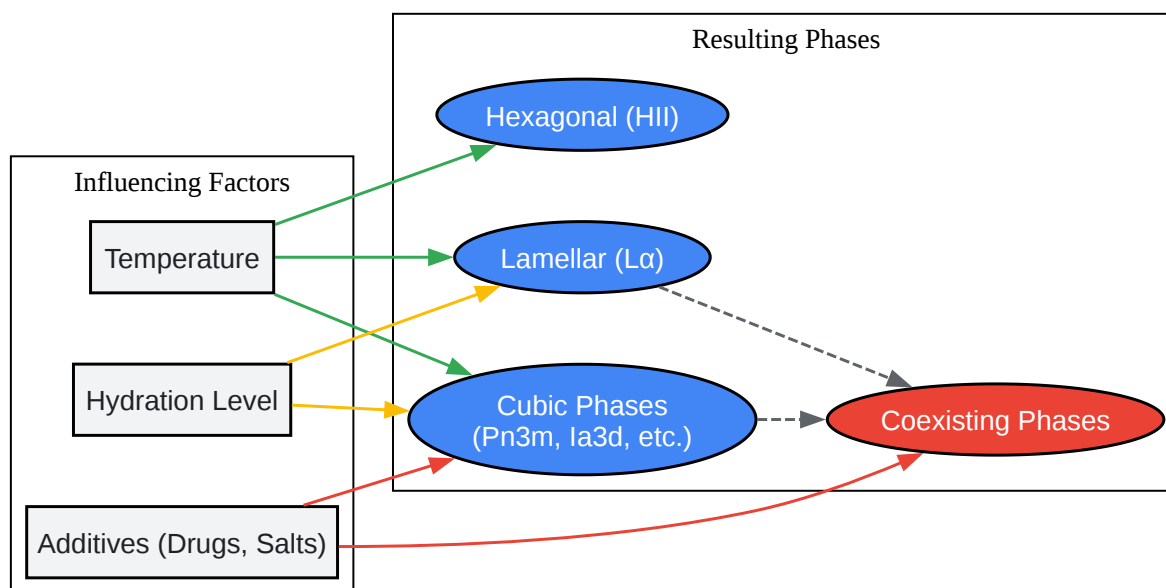 Resulting Phases
Hexagonal (HII)
Influencing Factors
Temperature
Lamellar (Lα)
Hydration Level
Cubic Phases
(Pn3m, Ia3d, etc.)
Coexisting Phases
Additives (Drugs, Salts)